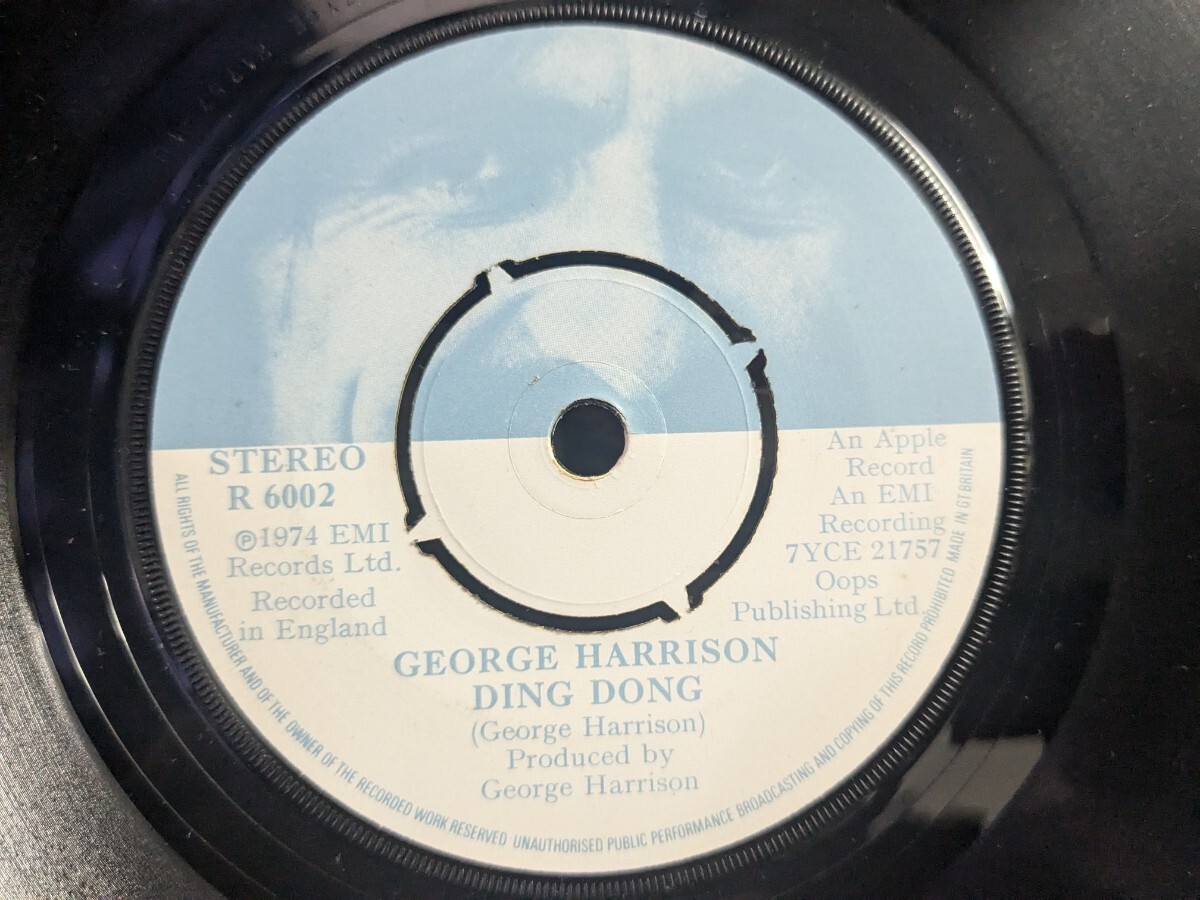 STEREO
R 6002
℗1974 EMI
Records Ltd.
Recorded
in England
An Apple
Record
An EMI
Recording
7YCE 21757
Oops
Publishing Ltd.
GEORGE HARRISON
DING DONG
(George Harrison)
Produced by
George Harrison
ALL RIGHTS OF THE MANUFACTURER AND OF THE OWNER OF THE RECORDED WORK RESERVED UNAUTHORISED PUBLIC PERFORMANCE BROADCASTING AND COPYING OF THIS RECORD PROHIBITED MADE IN GT BRITAIN